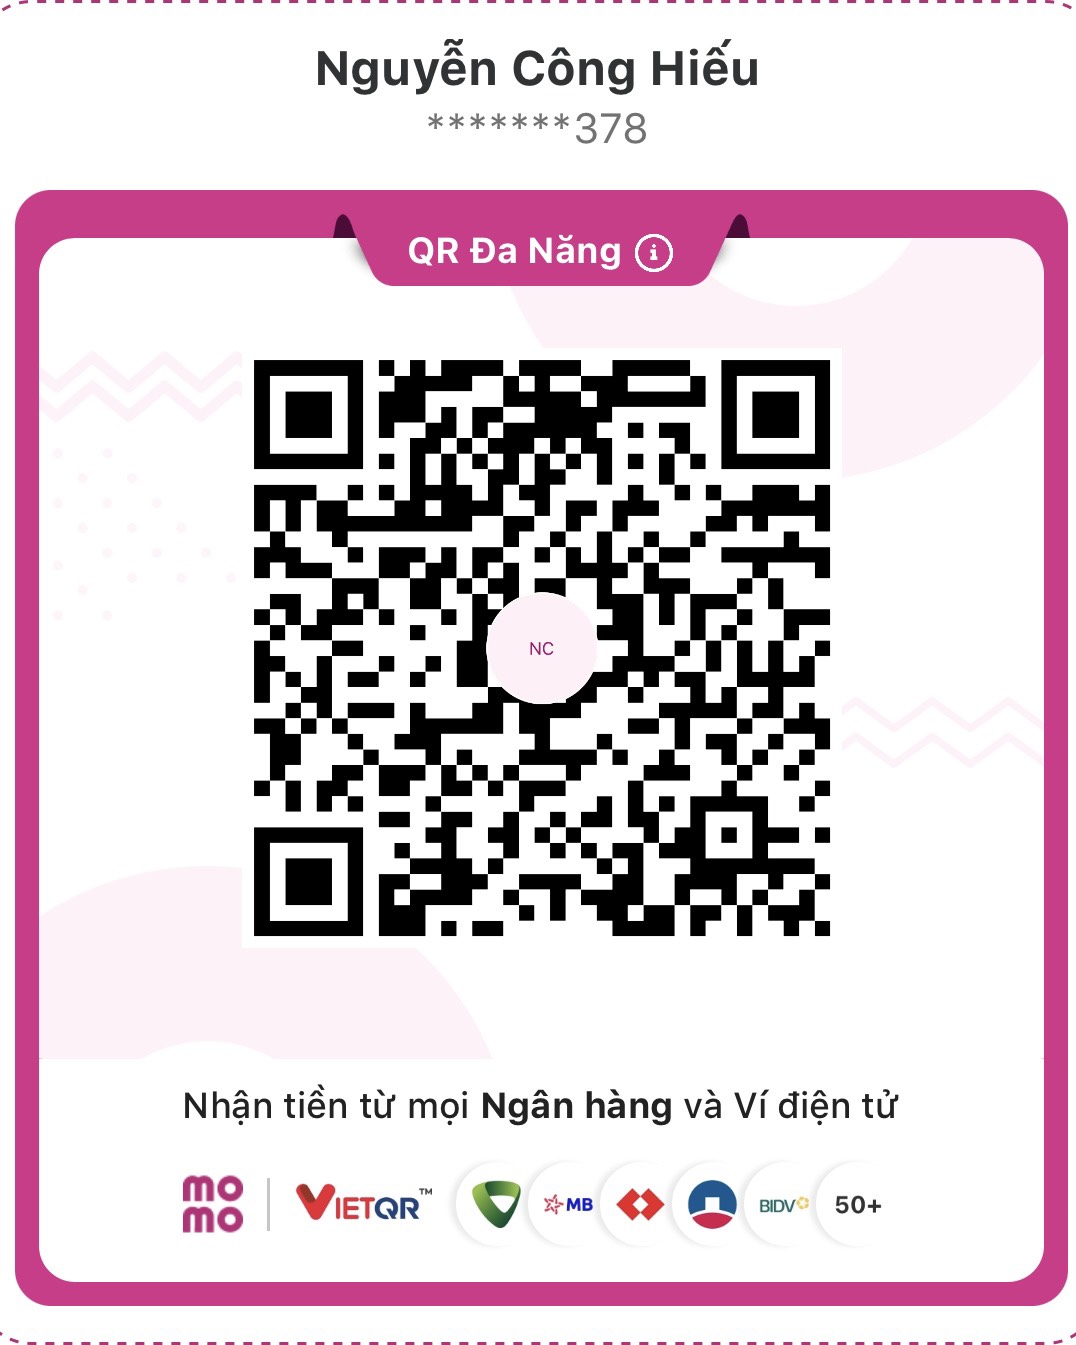 Nguyễn Công Hiếu
*******378
QR Đa Năng i
NC
Nhận tiền từ mọi Ngân hàng và Ví điện tử
mo
mo
VIETQR™
MB
BIDV
50+